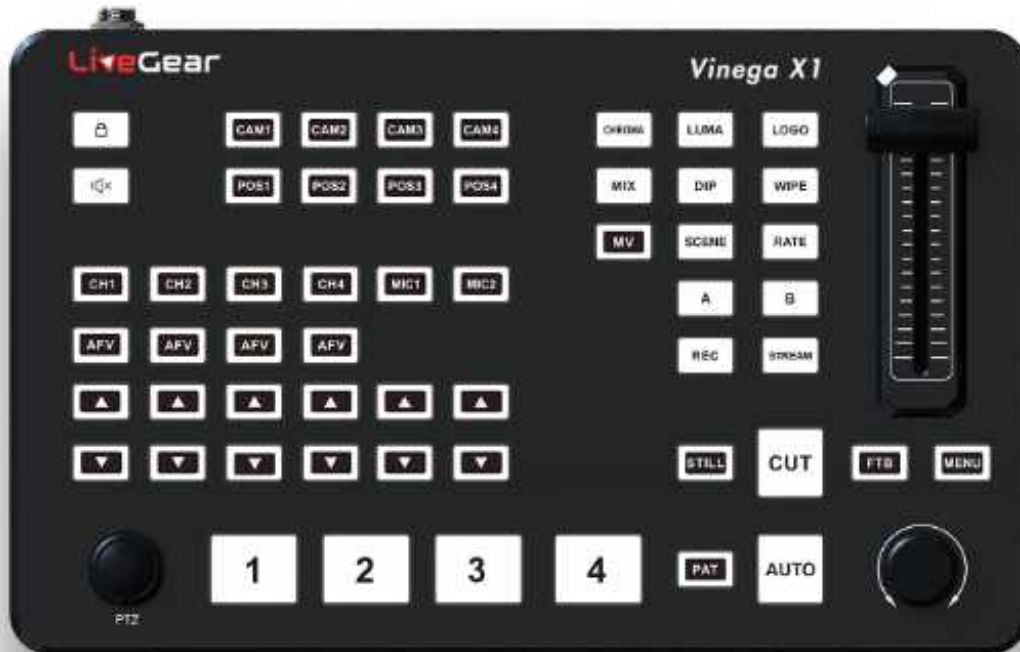 LiveGear
Vinega X1
CAM1 CAM2 CAM3 CAM4 CHROMA LUMA LOGO
POS1 POS2 POS3 POS4 MIX DIP WIPE
MV SCENE RATE
CH1 CH2 CH3 CH4 MIC1 MIC2
A B
AFV AFV AFV AFV REC STREAM
STILL CUT FTB MENU
1 2 3 4 PAT AUTO
PTZ